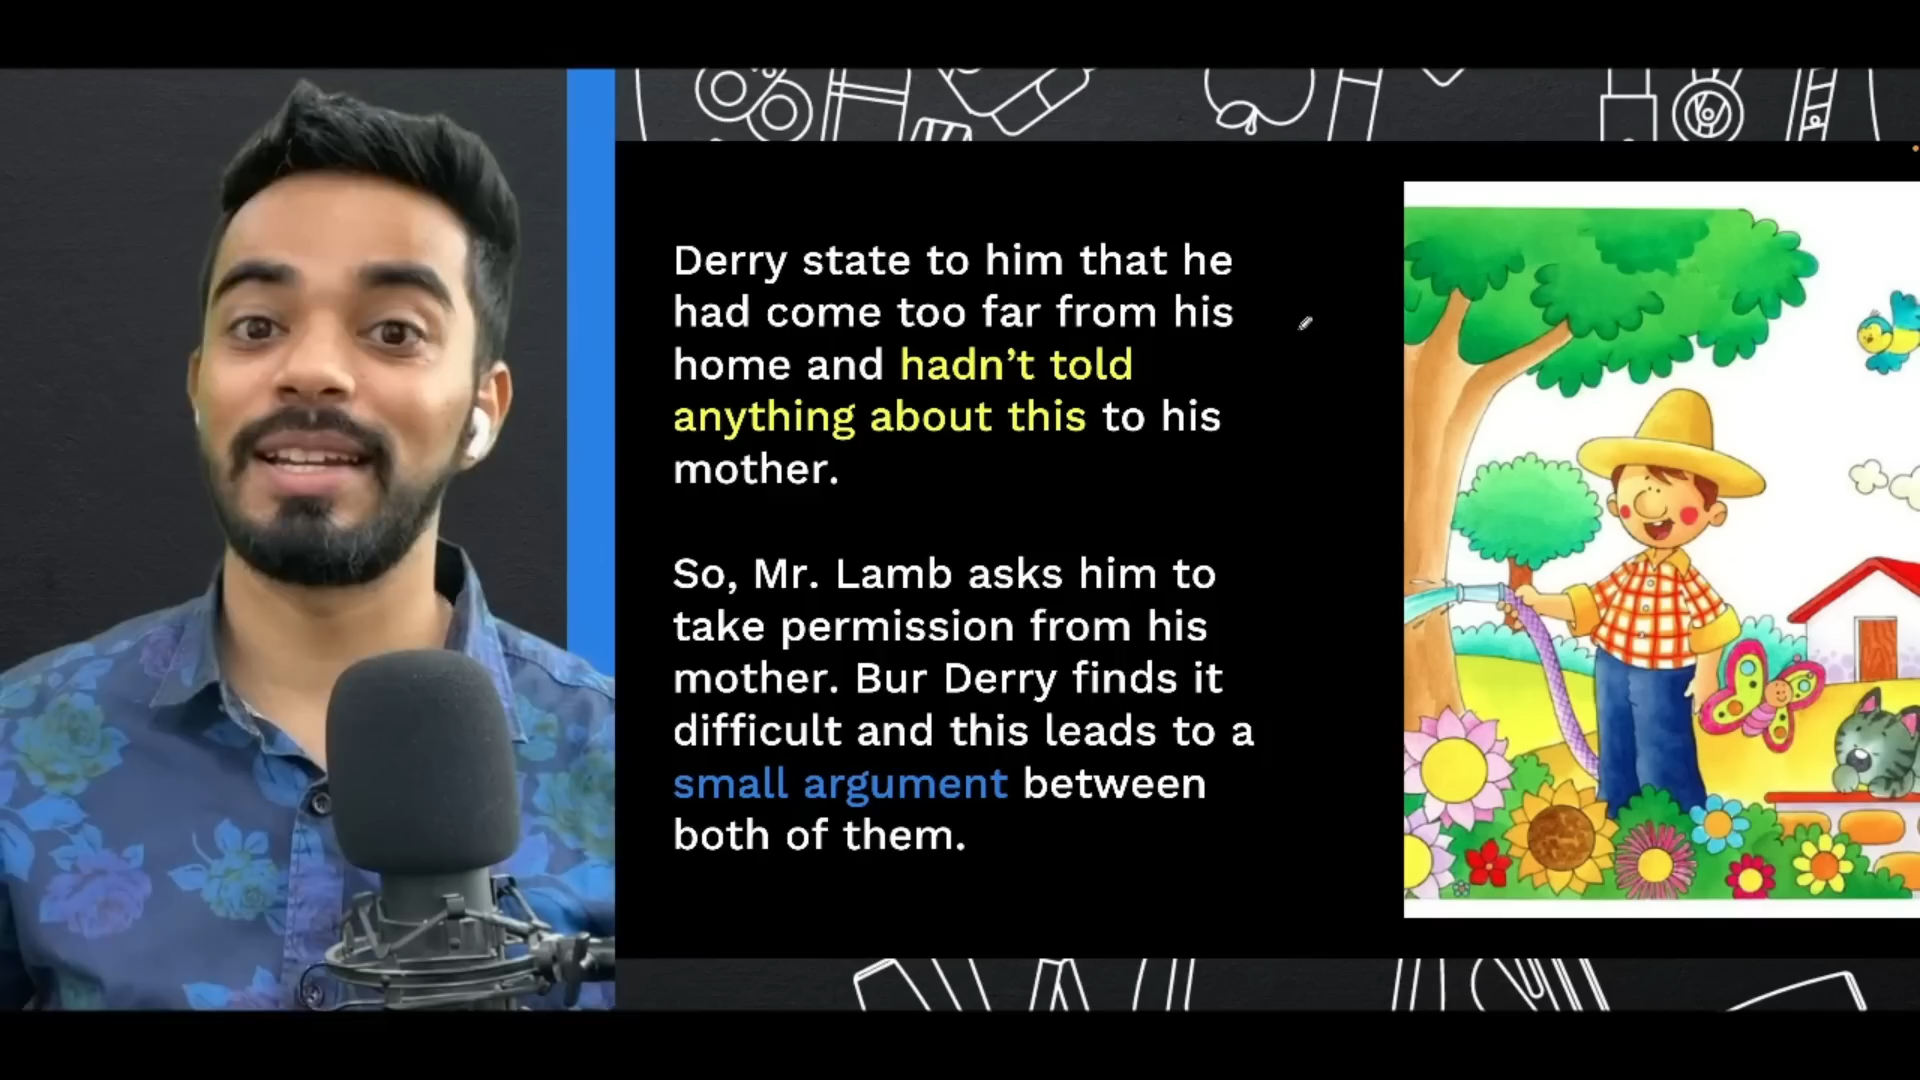 Derry state to him that he
had come too far from his
home and hadn’t told
anything about this to his
mother.
So, Mr. Lamb asks him to
take permission from his
mother. Bur Derry finds it
difficult and this leads to a
small argument between
both of them.